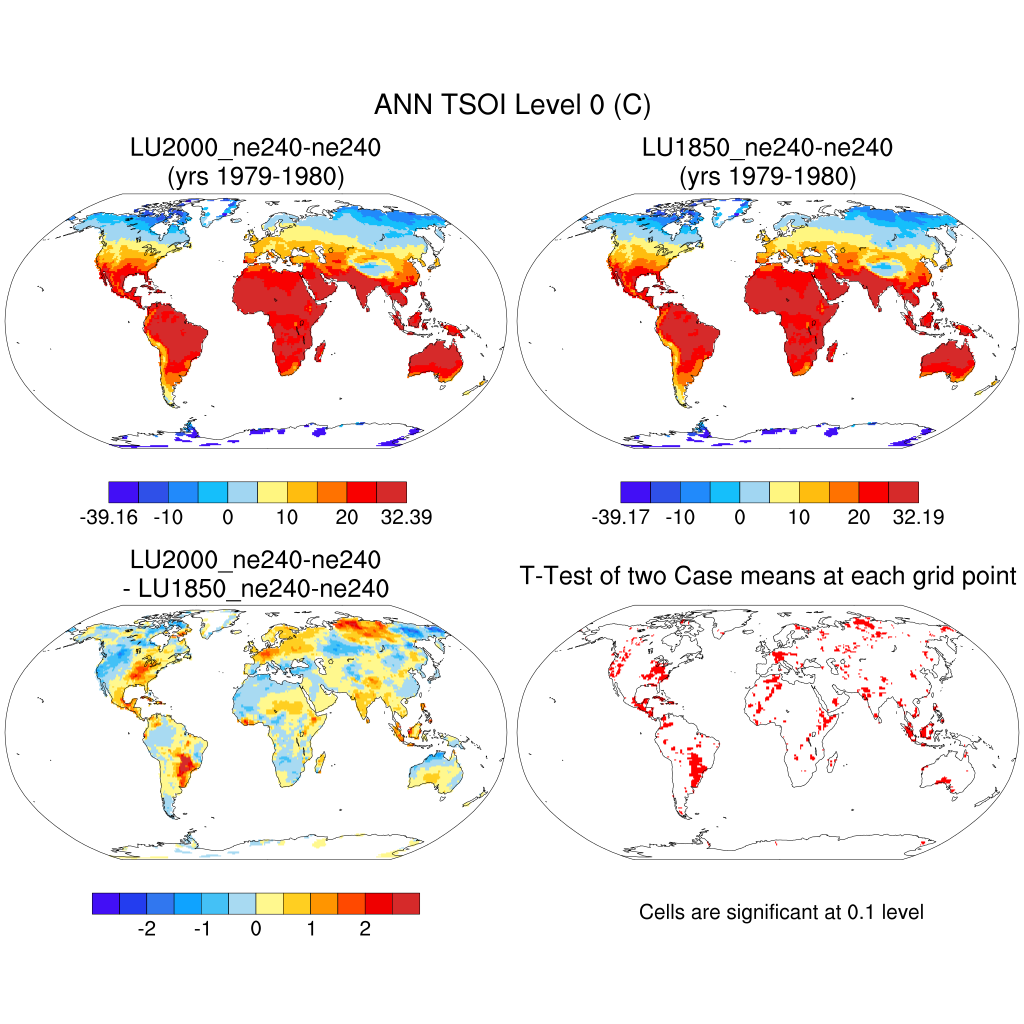 ANN TSOI Level 0 (C)
LU2000_ne240-ne240
(yrs 1979-1980)
LU1850_ne240-ne240
(yrs 1979-1980)
-39.16 -10 0 10 20 32.39
-39.17 -10 0 10 20 32.19
LU2000_ne240-ne240
- LU1850_ne240-ne240
T-Test of two Case means at each grid point
-2 -1 0 1 2
Cells are significant at 0.1 level